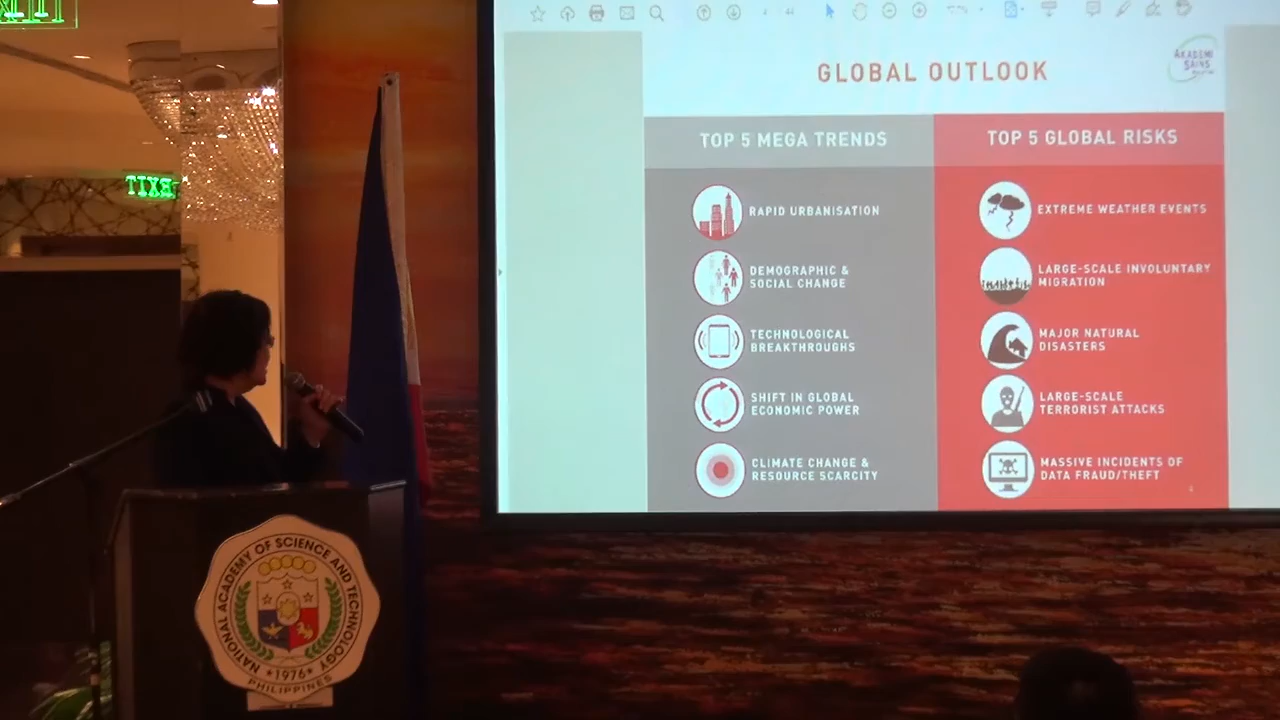 EXIT
GLOBAL OUTLOOK
AKADEMI
SAINS
TOP 5 MEGA TRENDS
RAPID URBANISATION
DEMOGRAPHIC &
SOCIAL CHANGE
TECHNOLOGICAL
BREAKTHROUGHS
SHIFT IN GLOBAL
ECONOMIC POWER
CLIMATE CHANGE &
RESOURCE SCARCITY
TOP 5 GLOBAL RISKS
EXTREME WEATHER EVENTS
LARGE-SCALE INVOLUNTARY
MIGRATION
MAJOR NATURAL
DISASTERS
LARGE-SCALE
TERRORIST ATTACKS
MASSIVE INCIDENTS OF
DATA FRAUD/THEFT
NATIONAL ACADEMY OF SCIENCE AND TECHNOLOGY
1976
PHILIPPINES